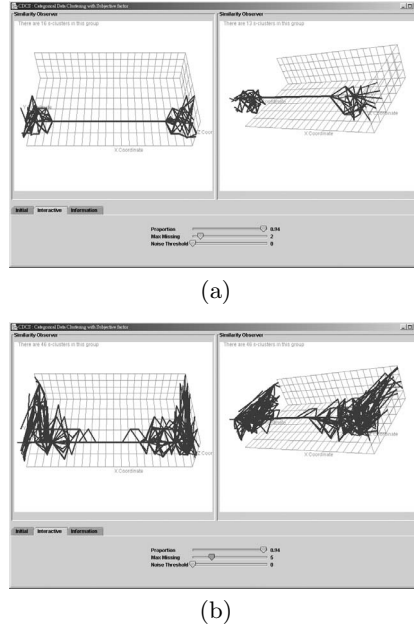 CDCS : Categorical Data Clustering with Subjective factor
Similarity Observer
Similarity Observer
There are 16 s-clusters in this group
There are 13 s-clusters in this group
X Coordinate
Z Coor
X Coordinate
Initial Interactive Information
Proportion 0.94
Max Missing 2
Noise Threshold 0
(a)
CDCS : Categorical Data Clustering with Subjective factor
Similarity Observer
Similarity Observer
There are 46 s-clusters in this group
There are 46 s-clusters in this group
X Coordinate
Z Coor
X Coordinate
Initial Interactive Information
Proportion 0.94
Max Missing 5
Noise Threshold 0
(b)